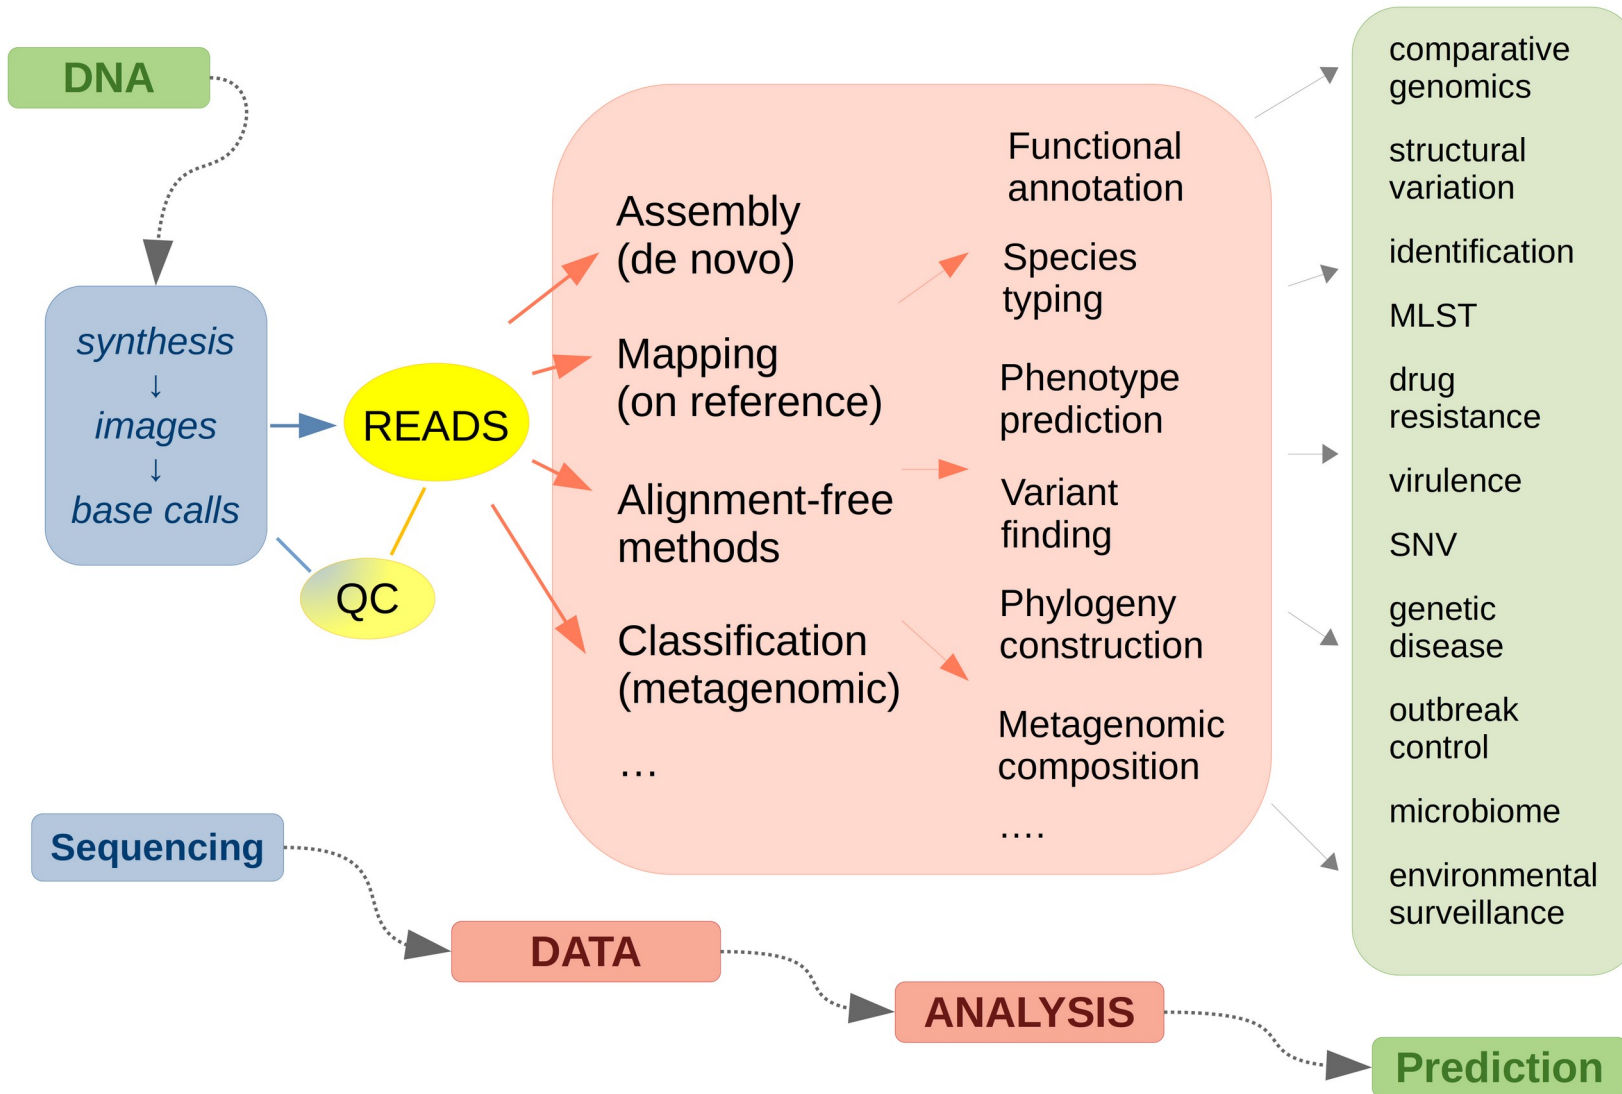 DNA
synthesis
↓
images
↓
base calls
READS
QC
Assembly
(de novo)
Mapping
(on reference)
Alignment-free
methods
Classification
(metagenomic)
…
Functional
annotation
Species
typing
Phenotype
prediction
Variant
finding
Phylogeny
construction
Metagenomic
composition
….
comparative
genomics
structural
variation
identification
MLST
drug
resistance
virulence
SNV
genetic
disease
outbreak
control
microbiome
environmental
surveillance
Sequencing
DATA
ANALYSIS
Prediction